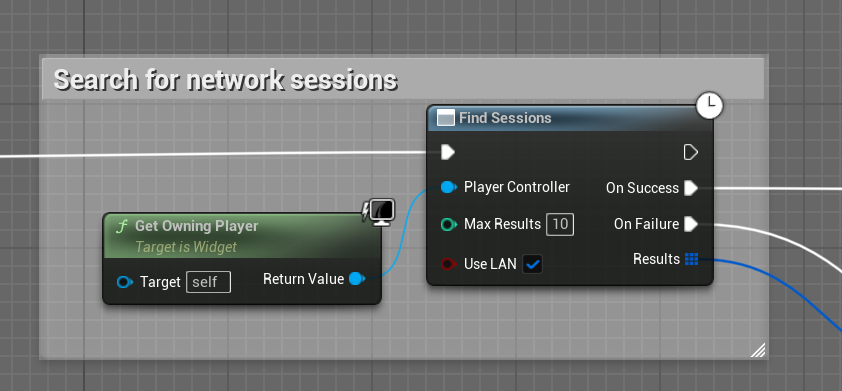 Search for network sessions
Find Sessions
Player Controller
On Success
Max Results 10
On Failure
Use LAN
Results
f Get Owning Player
Target is Widget
Target self
Return Value